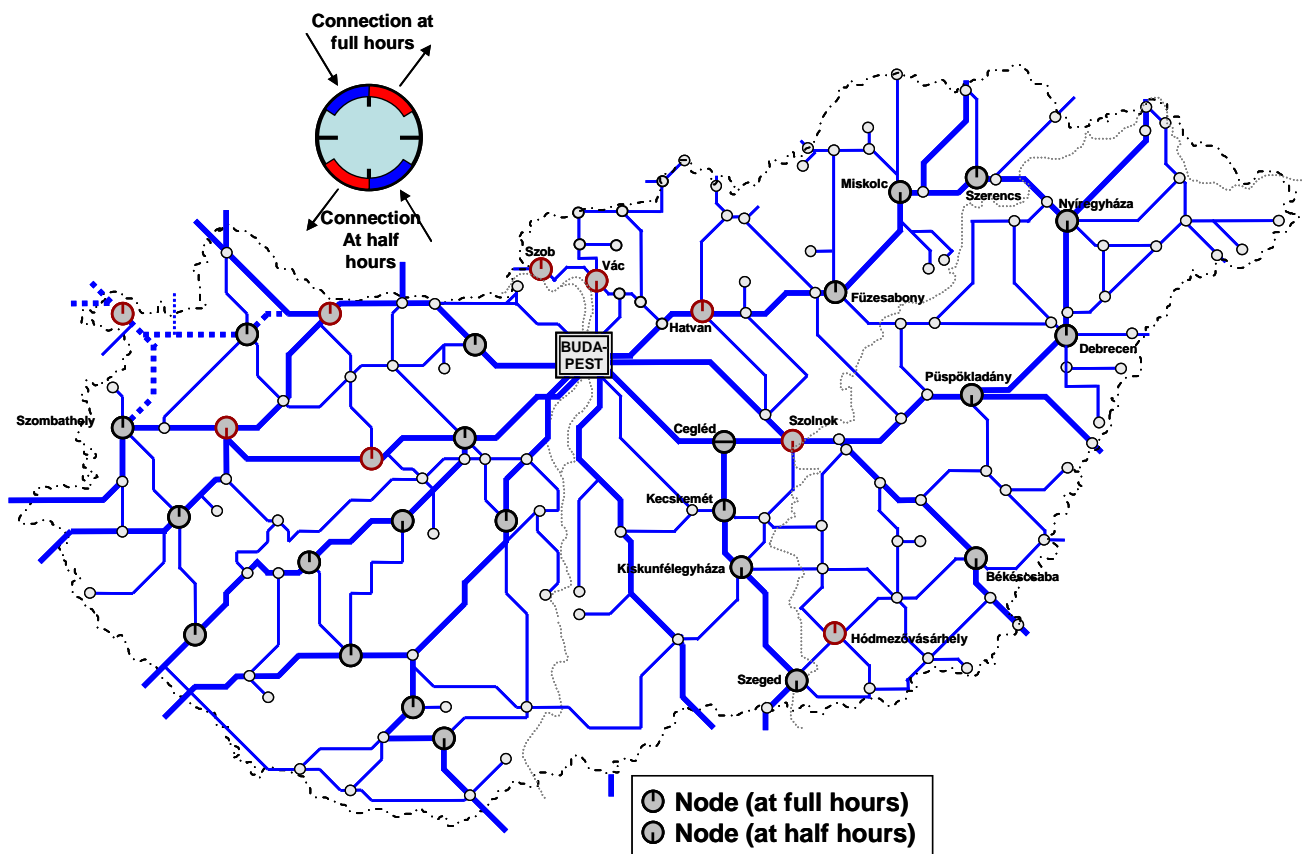 Connection at
full hours
Connection
At half
hours
Miskolc
Szerencs
Nyíregyháza
Szob
Vác
Füzesabony
Hatvan
BUDA-
PEST
Debrecen
Püspökladány
Szombathely
Cegléd
Szolnok
Kecskemét
Kiskunfélegyháza
Békéscsaba
Hódmezővásárhely
Szeged
Node (at full hours)
Node (at half hours)